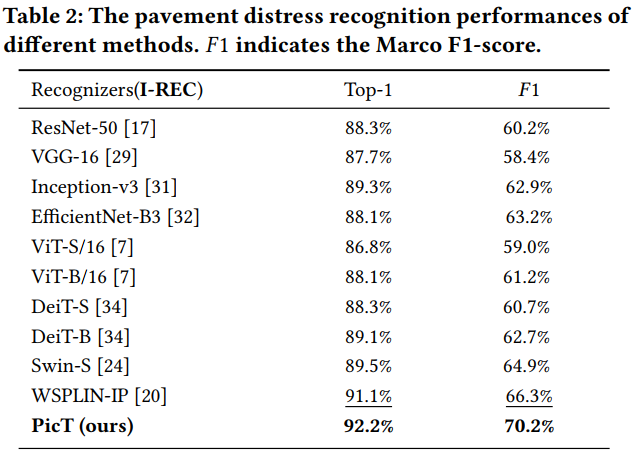 Table 2: The pavement distress recognition performances of
different methods. F1 indicates the Marco F1-score.
Recognizers(I-REC) Top-1 F1
ResNet-50 [17] 88.3% 60.2%
VGG-16 [29] 87.7% 58.4%
Inception-v3 [31] 89.3% 62.9%
EfficientNet-B3 [32] 88.1% 63.2%
ViT-S/16 [7] 86.8% 59.0%
ViT-B/16 [7] 88.1% 61.2%
DeiT-S [34] 88.3% 60.7%
DeiT-B [34] 89.1% 62.7%
Swin-S [24] 89.5% 64.9%
WSPLIN-IP [20] 91.1% 66.3%
PicT (ours) 92.2% 70.2%